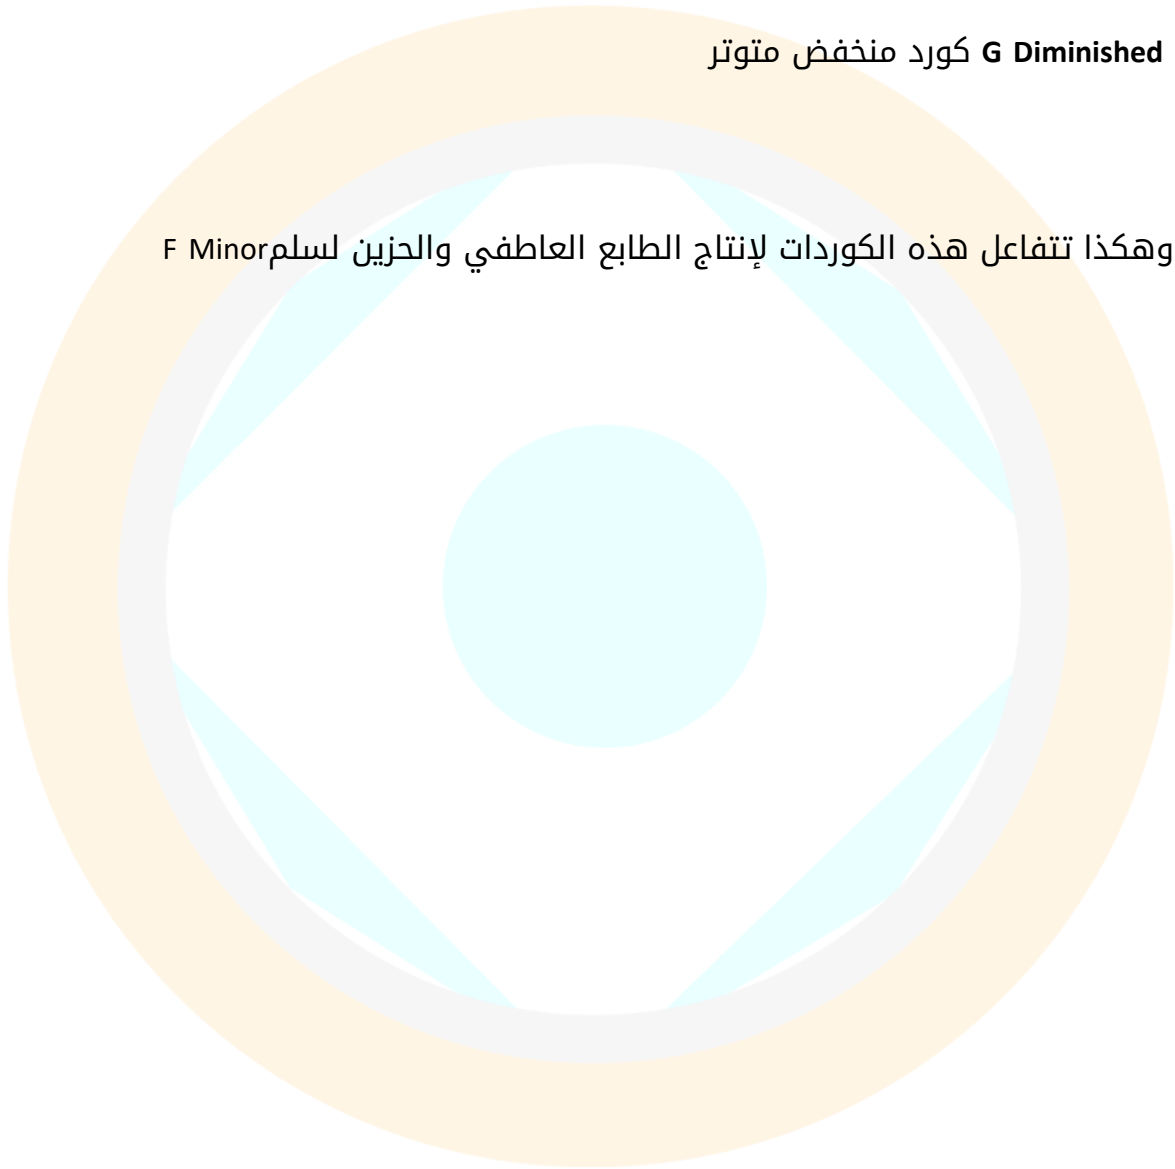 G Diminished كورد منخفض متوتر
وهكذا تتفاعل هذه الكوردات لإنتاج الطابع العاطفي والحزين لسلمF Minor